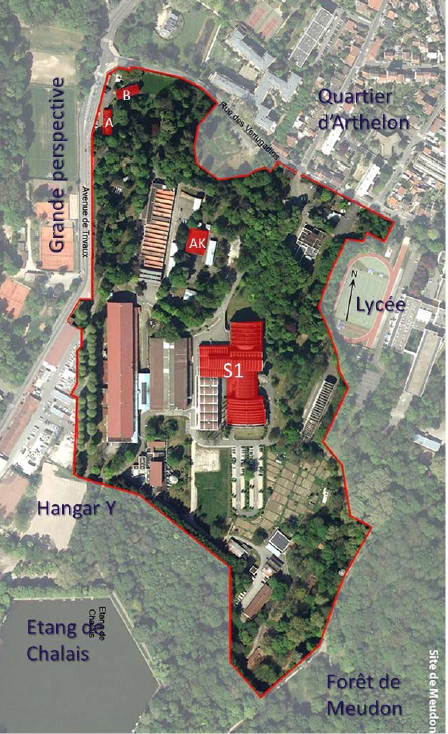 B
A
Quartier
d'Arthelon
Rue des Vertugadins
Grande perspective
Avenue de Trivaux
AK
N
Lycée
S1
Hangar Y
Etang de
Chalais
Etang d
Chalais
Forêt de
Meudon
Site de Meudon